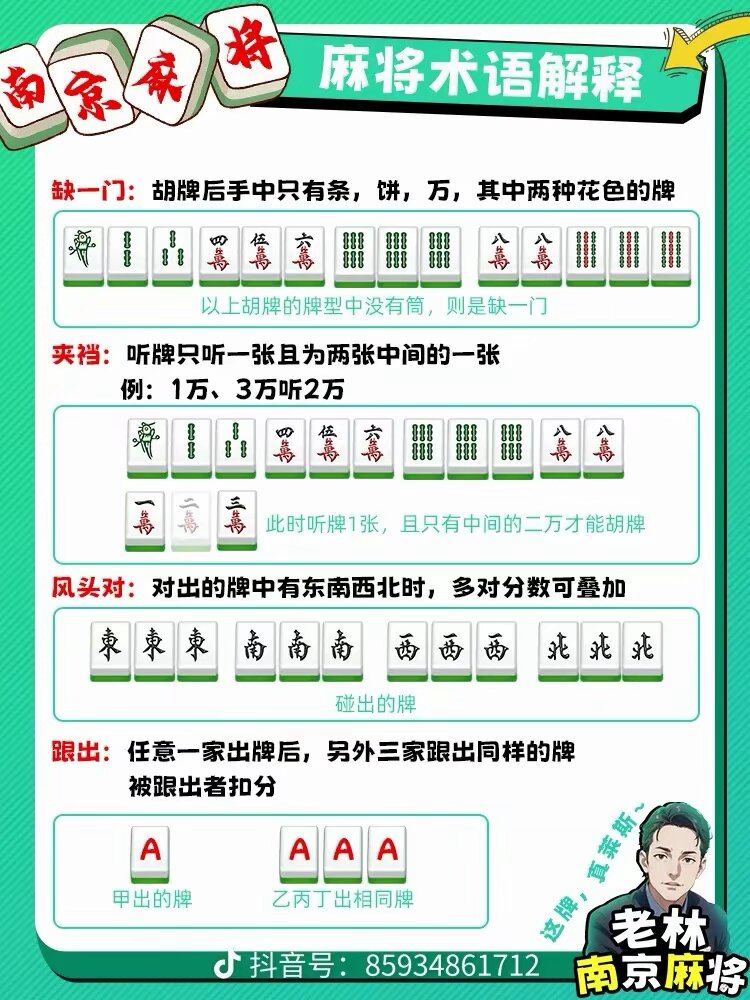 南京麻将
麻将术语解释
缺一门：胡牌后手中只有条，饼，万，其中两种花色的牌
四萬 伍萬 六萬 八萬 八萬
以上胡牌的牌型中没有筒，则是缺一门
夹裆：听牌只听一张且为两张中间的一张
例：1万、3万听2万
四萬 伍萬 六萬 八萬 八萬
一萬 二萬 三萬
此时听牌1张，且只有中间的二万才能胡牌
风头对：对出的牌中有东南西北时，多对分数可叠加
東 東 東 南 南 南 西 西 西 北 北 北
碰出的牌
跟出：任意一家出牌后，另外三家跟出同样的牌
被跟出者扣分
A A A A
甲出的牌 乙丙丁出相同牌
这牌，真莱斯~
老林
南京麻将
抖音号：85934861712